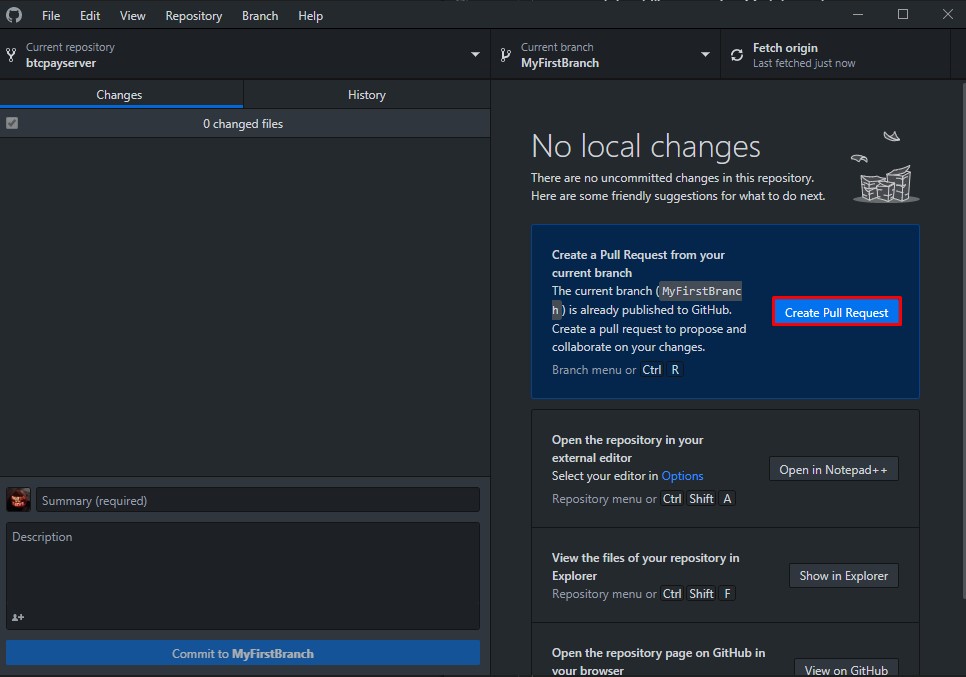 File Edit View Repository Branch Help
Current repository
btcpayserver
Current branch
MyFirstBranch
Fetch origin
Last fetched just now
Changes
History
0 changed files
No local changes
There are no uncommitted changes in this repository.
Here are some friendly suggestions for what to do next.
Create a Pull Request from your
current branch
The current branch (MyFirstBranc
h) is already published to GitHub.
Create a pull request to propose and
collaborate on your changes.
Branch menu or Ctrl R
Create Pull Request
Open the repository in your
external editor
Select your editor in Options
Repository menu or Ctrl Shift A
Open in Notepad++
View the files of your repository in
Explorer
Repository menu or Ctrl Shift F
Show in Explorer
Open the repository page on GitHub in
your browser
View on GitHub
Summary (required)
Description
Commit to MyFirstBranch